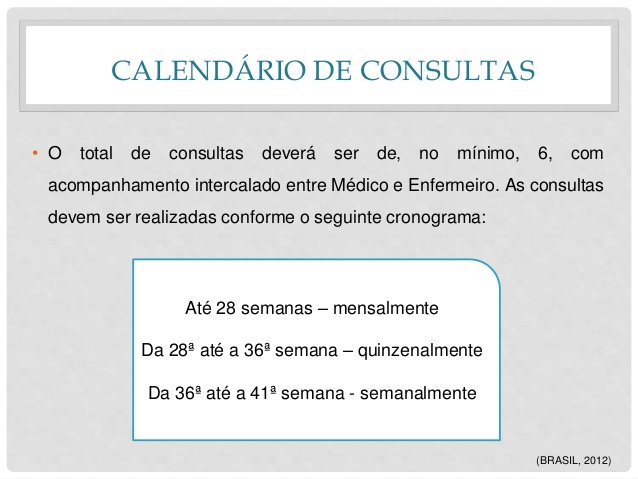 CALENDÁRIO DE CONSULTAS
• O total de consultas deverá ser de, no mínimo, 6, com
acompanhamento intercalado entre Médico e Enfermeiro. As consultas
devem ser realizadas conforme o seguinte cronograma:
Até 28 semanas – mensalmente
Da 28ª até a 36ª semana – quinzenalmente
Da 36ª até a 41ª semana - semanalmente
(BRASIL, 2012)